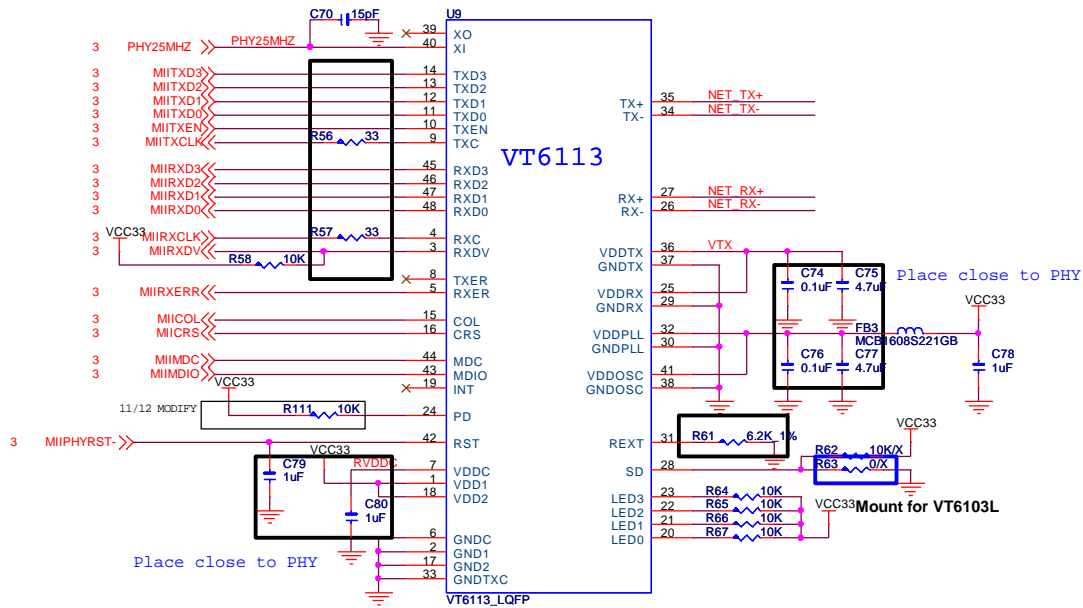 C70 15pF
U9
3 PHY25MHZ PHY25MHZ 39 XO
40 XI
3 MIITXD3 14 TXD3
3 MIITXD2 13 TXD2
3 MIITXD1 12 TXD1
3 MIITXD0 11 TXD0
3 MIITXEN 10 TXEN
3 MIITXCLK R56 33 9 TXC
3 MIIRXD3 45 RXD3
3 MIIRXD2 46 RXD2
3 MIIRXD1 47 RXD1
3 MIIRXD0 48 RXD0
3 MIIRXCLK R57 33 4 RXC
3 MIIRXDV 3 RXDV
VCC33 R58 10K
8 TXER
3 MIIRXERR 5 RXER
3 MIICOL 15 COL
3 MIICRS 16 CRS
3 MIIMDC 44 MDC
3 MIIMDIO 43 MDIO
19 INT
VCC33
11/12 MODIFY R111 10K 24 PD
3 MIIPHYRST- 42 RST
VCC33
C79 1uF
RVDDC 7 VDDC
1 VDD1
18 VDD2
C80 1uF
6 GNDC
2 GND1
17 GND2
33 GNDTXC
Place close to PHY
VT6113
VT6113_LQFP
TX+ 35 NET_TX+
TX- 34 NET_TX-
RX+ 27 NET_RX+
RX- 26 NET_RX-
VDDTX 36 VTX
GNDTX 37
VDDRX 25
GNDRX 29
VDDPLL 32
GNDPLL 30
VDDOSC 41
GNDOSC 38
C74 0.1uF
C75 4.7uF
Place close to PHY
VCC33
FB3
MCB1608S221GB
C76 0.1uF
C77 4.7uF
C78 1uF
REXT 31 R61 6.2K_1%
VCC33
SD 28 R62 10K/X
R63 0/X
Mount for VT6103L
LED3 23 R64 10K
LED2 22 R65 10K
LED1 21 R66 10K
LED0 20 R67 10K
VCC33